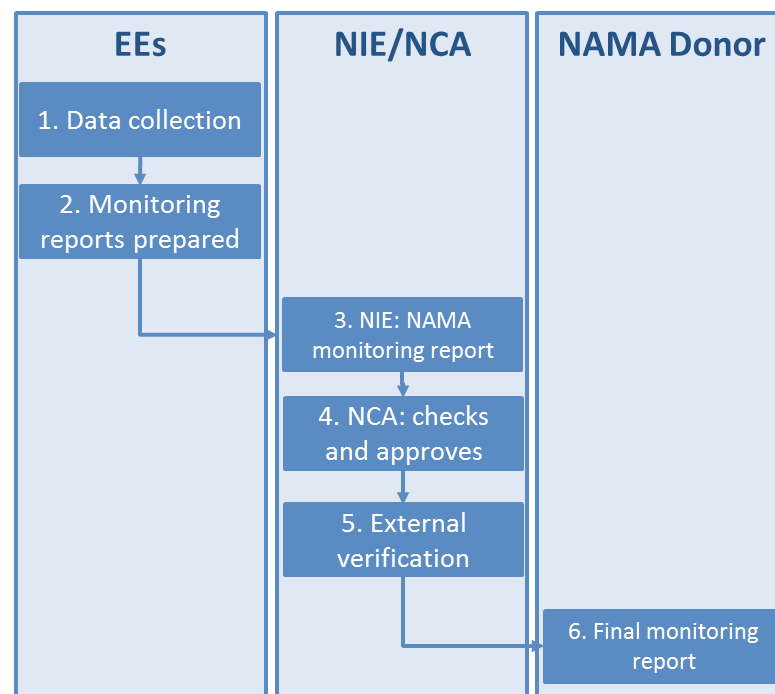 EEs
NIE/NCA
NAMA Donor
1. Data collection
2. Monitoring
reports prepared
3. NIE: NAMA
monitoring report
4. NCA: checks
and approves
5. External
verification
6. Final monitoring
report